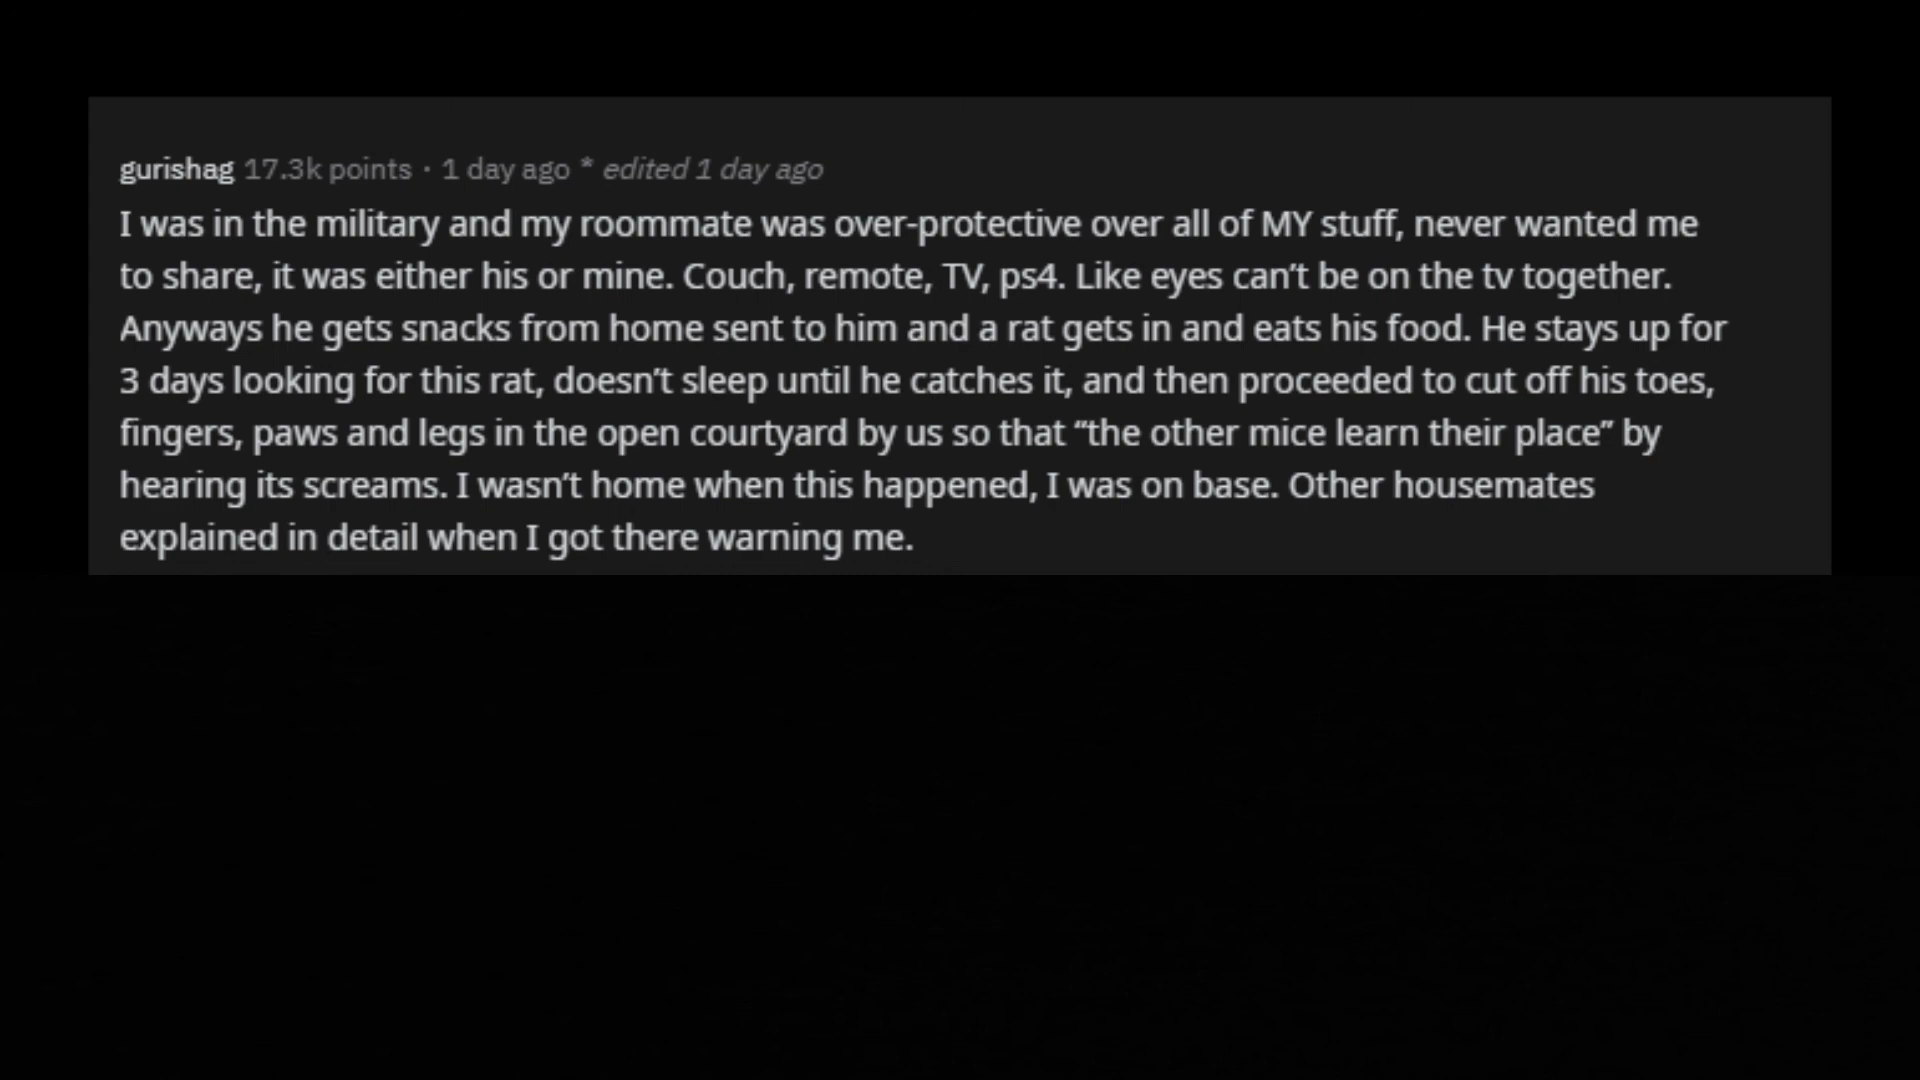 gurishag 17.3k points · 1 day ago * edited 1 day ago
I was in the military and my roommate was over-protective over all of MY stuff, never wanted me
to share, it was either his or mine. Couch, remote, TV, ps4. Like eyes can’t be on the tv together.
Anyways he gets snacks from home sent to him and a rat gets in and eats his food. He stays up for
3 days looking for this rat, doesn’t sleep until he catches it, and then proceeded to cut off his toes,
fingers, paws and legs in the open courtyard by us so that “the other mice learn their place” by
hearing its screams. I wasn’t home when this happened, I was on base. Other housemates
explained in detail when I got there warning me.